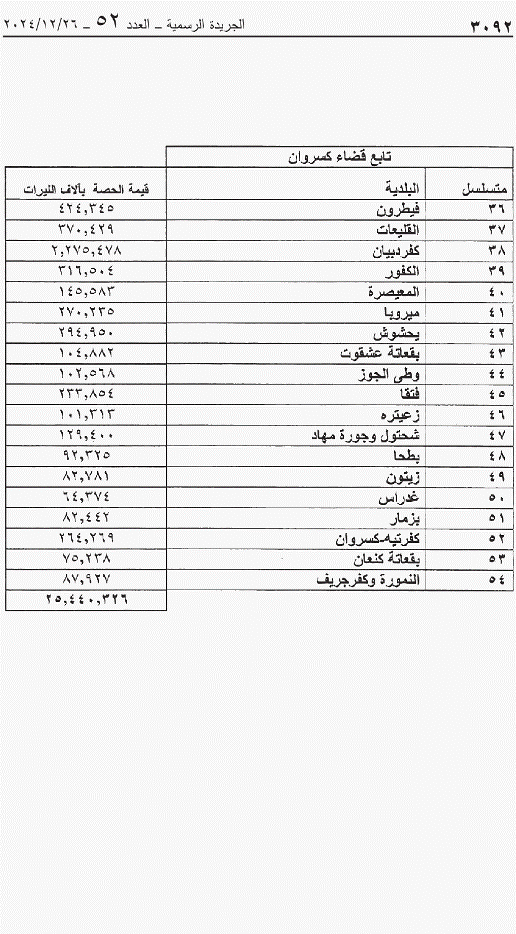 ٣٠٩٢ الجريدة الرسمية ــ العدد ٥٢ ــ ٢٠٢٤/١٢/٢٦
تابع قضاء كسروان
متسلسل البلدية قيمة الحصة بآلاف الليرات
٣٦ فيطرون ٤٢٤,٣٤٥
٣٧ القليعات ٣٧٠,٤٢٩
٣٨ كفردبيان ٢,٢٧٥,٤٧٨
٣٩ الكفور ٣١٦,٥٠٤
٤٠ المعيصرة ١٤٥,٥٨٣
٤١ ميروبا ٢٧٠,٢٣٥
٤٢ يحشوش ٢٩٤,٩٥٠
٤٣ بقعاتة عشقوت ١٠٤,٨٨٢
٤٤ وطى الجوز ١٠٢,٥٦٨
٤٥ فتقا ٢٣٣,٨٥٤
٤٦ زعيتره ١٠١,٣١٣
٤٧ شحتول وجورة مهاد ١٢٩,٤٠٠
٤٨ بطحا ٩٢,٣٢٥
٤٩ زيتون ٨٢,٧٨١
٥٠ غدراس ٦٤,٣٧٤
٥١ بزمار ٨٢,٤٤٢
٥٢ كفرتيه-كسروان ٢٦٤,٢٦٩
٥٣ بقعاتة كنعان ٧٥,٢٣٨
٥٤ النمورة وكفرجريف ٨٧,٩٢٧
٢٥,٤٤٠,٣٢٦